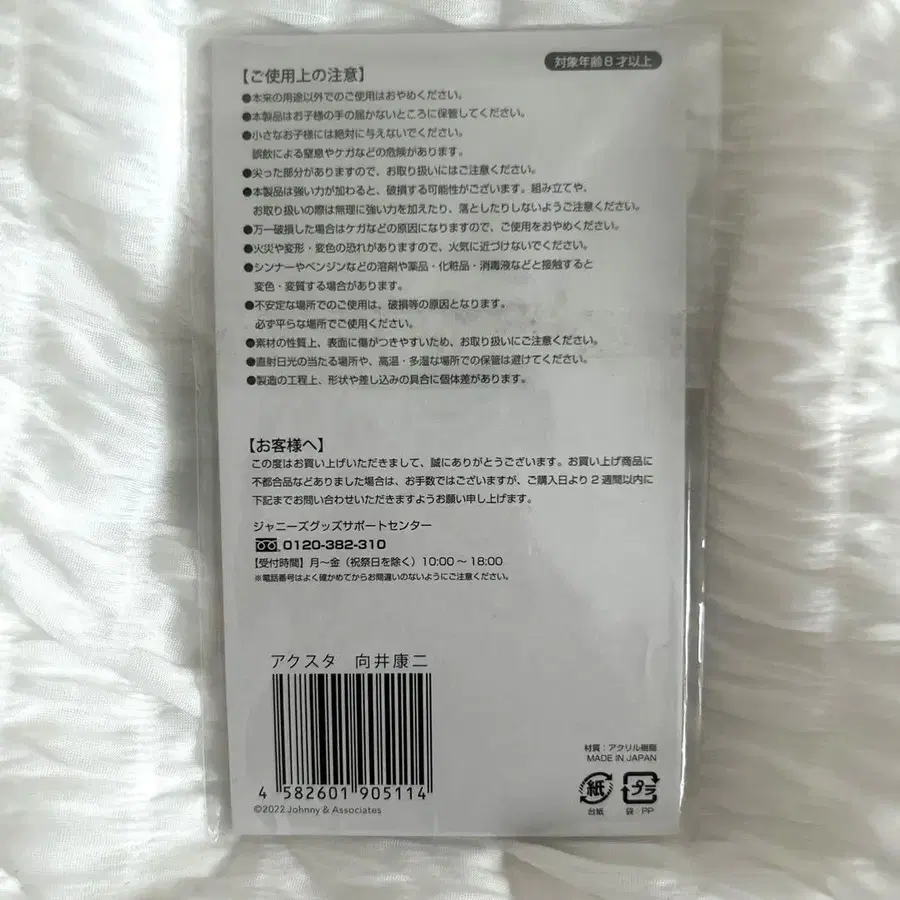 対象年齢8才以上
【ご使用上の注意】
●本来の用途以外でのご使用はおやめください。
●本製品はお子様の手の届かないところに保管してください。
●小さなお子様には絶対に与えないでください。
誤飲による窒息やケガなどの危険があります。
●尖った部分がありますので、お取り扱いにはご注意ください。
●本製品は強い力が加わると、破損する可能性がございます。組み立てや、
お取り扱いの際は無理に強い力を加えたり、落としたりしないようご注意ください。
●万一破損した場合はケガなどの原因になりますので、ご使用をおやめください。
●火災や変形・変色の恐れがありますので、火気に近づけないでください。
●シンナーやベンジンなどの溶剤や薬品・化粧品・消毒液などと接触すると
変色・変質する場合があります。
●不安定な場所でのご使用は、破損等の原因となります。
必ず平らな場所でご使用ください。
●素材の性質上、表面に傷がつきやすいため、お取り扱いにご注意ください。
●直射日光の当たる場所や、高温・多湿な場所での保管は避けてください。
●製造の工程上、形状や差し込みの具合に個体差があります。
【お客様へ】
この度はお買い上げいただきまして、誠にありがとうございます。お買い上げ商品に
不都合品などありました場合は、お手数ではございますが、ご購入日より2週間以内に
下記までお問い合わせいただきますようお願い申し上げます。
ジャニーズグッズサポートセンター
0120-382-310
【受付時間】月〜金（祝祭日を除く）10:00〜18:00
※電話番号はよく確かめてからお間違いのないようにご注意ください。
アクスタ 向井康二
4 582601 905114
©2022 Johnny & Associates
材質：アクリル樹脂
MADE IN JAPAN
紙 プラ
台紙 袋：PP